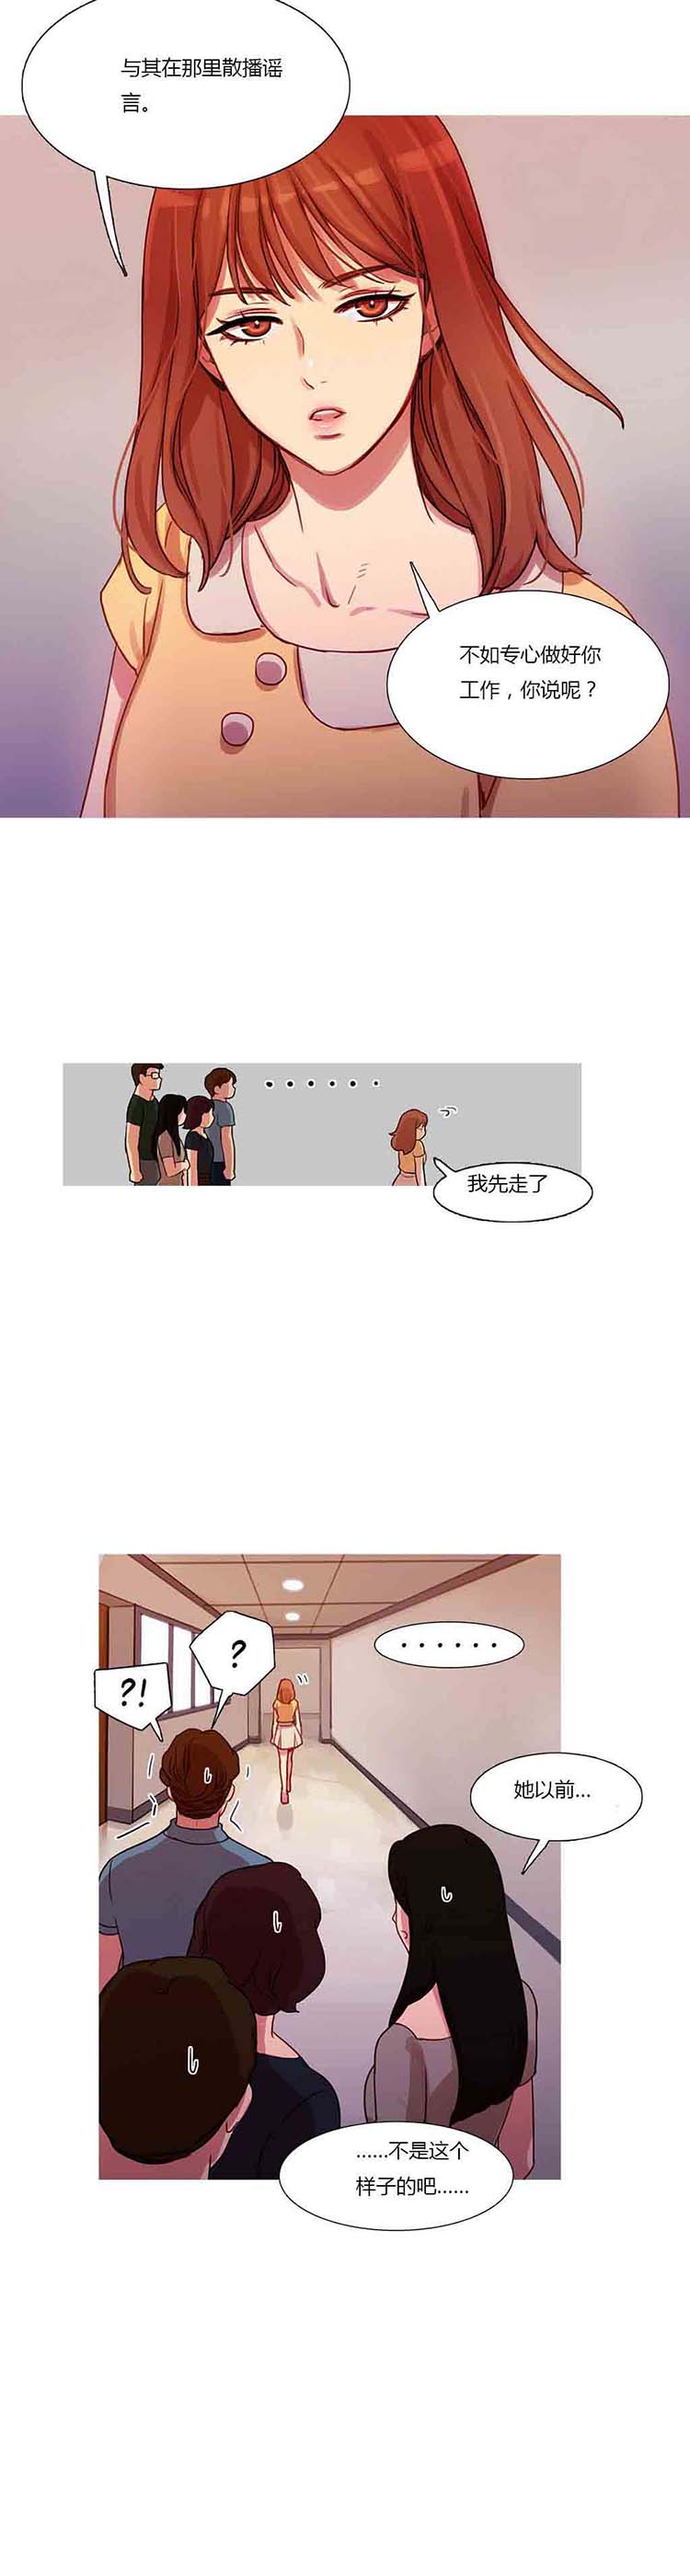 与其在那里散播谣
言。
不如专心做好你
工作，你说呢？
······
我先走了
?
?!
······
她以前...
......不是这个
样子的吧......